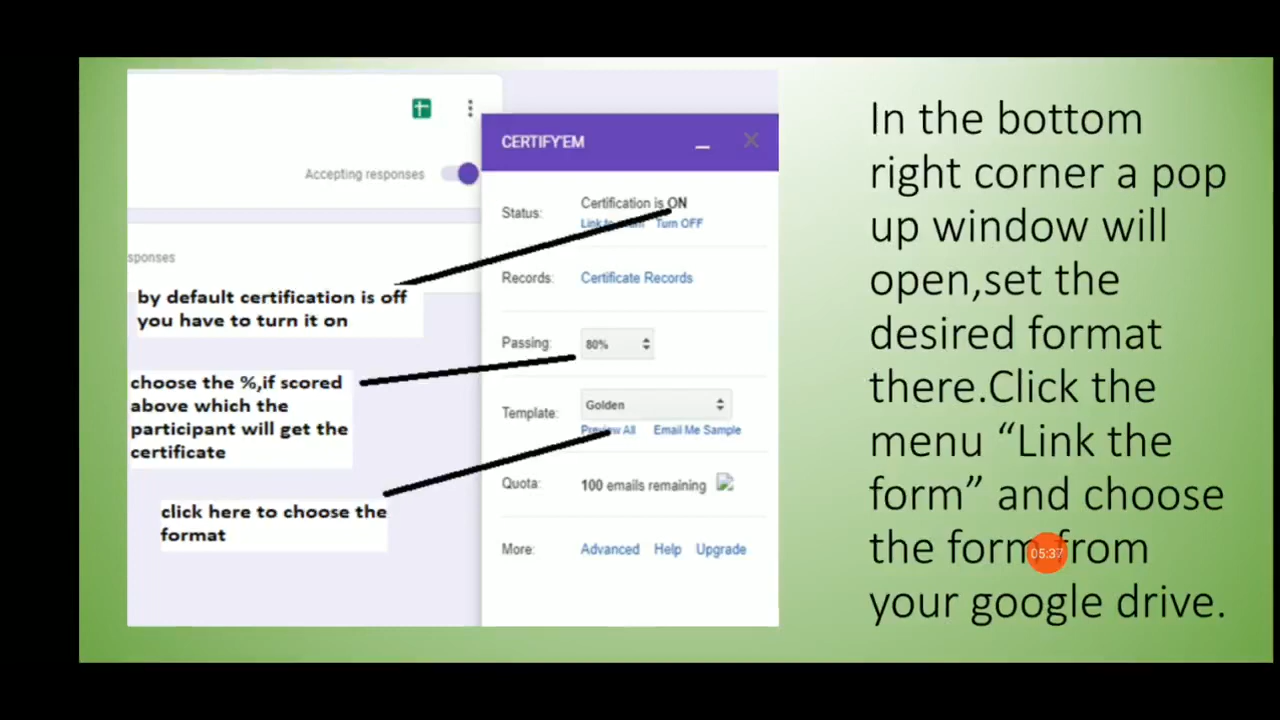 Accepting responses
sponses
by default certification is off
you have to turn it on
choose the %,if scored
above which the
participant will get the
certificate
click here to choose the
format
CERTIFY'EM
Status:
Certification is ON
Turn OFF
Records:
Certificate Records
Passing:
80%
Template:
Golden
Preview All
Email Me Sample
Quota:
100 emails remaining
More:
Advanced Help Upgrade
In the bottom
right corner a pop
up window will
open,set the
desired format
there.Click the
menu “Link the
form” and choose
the form from
your google drive.
05:37